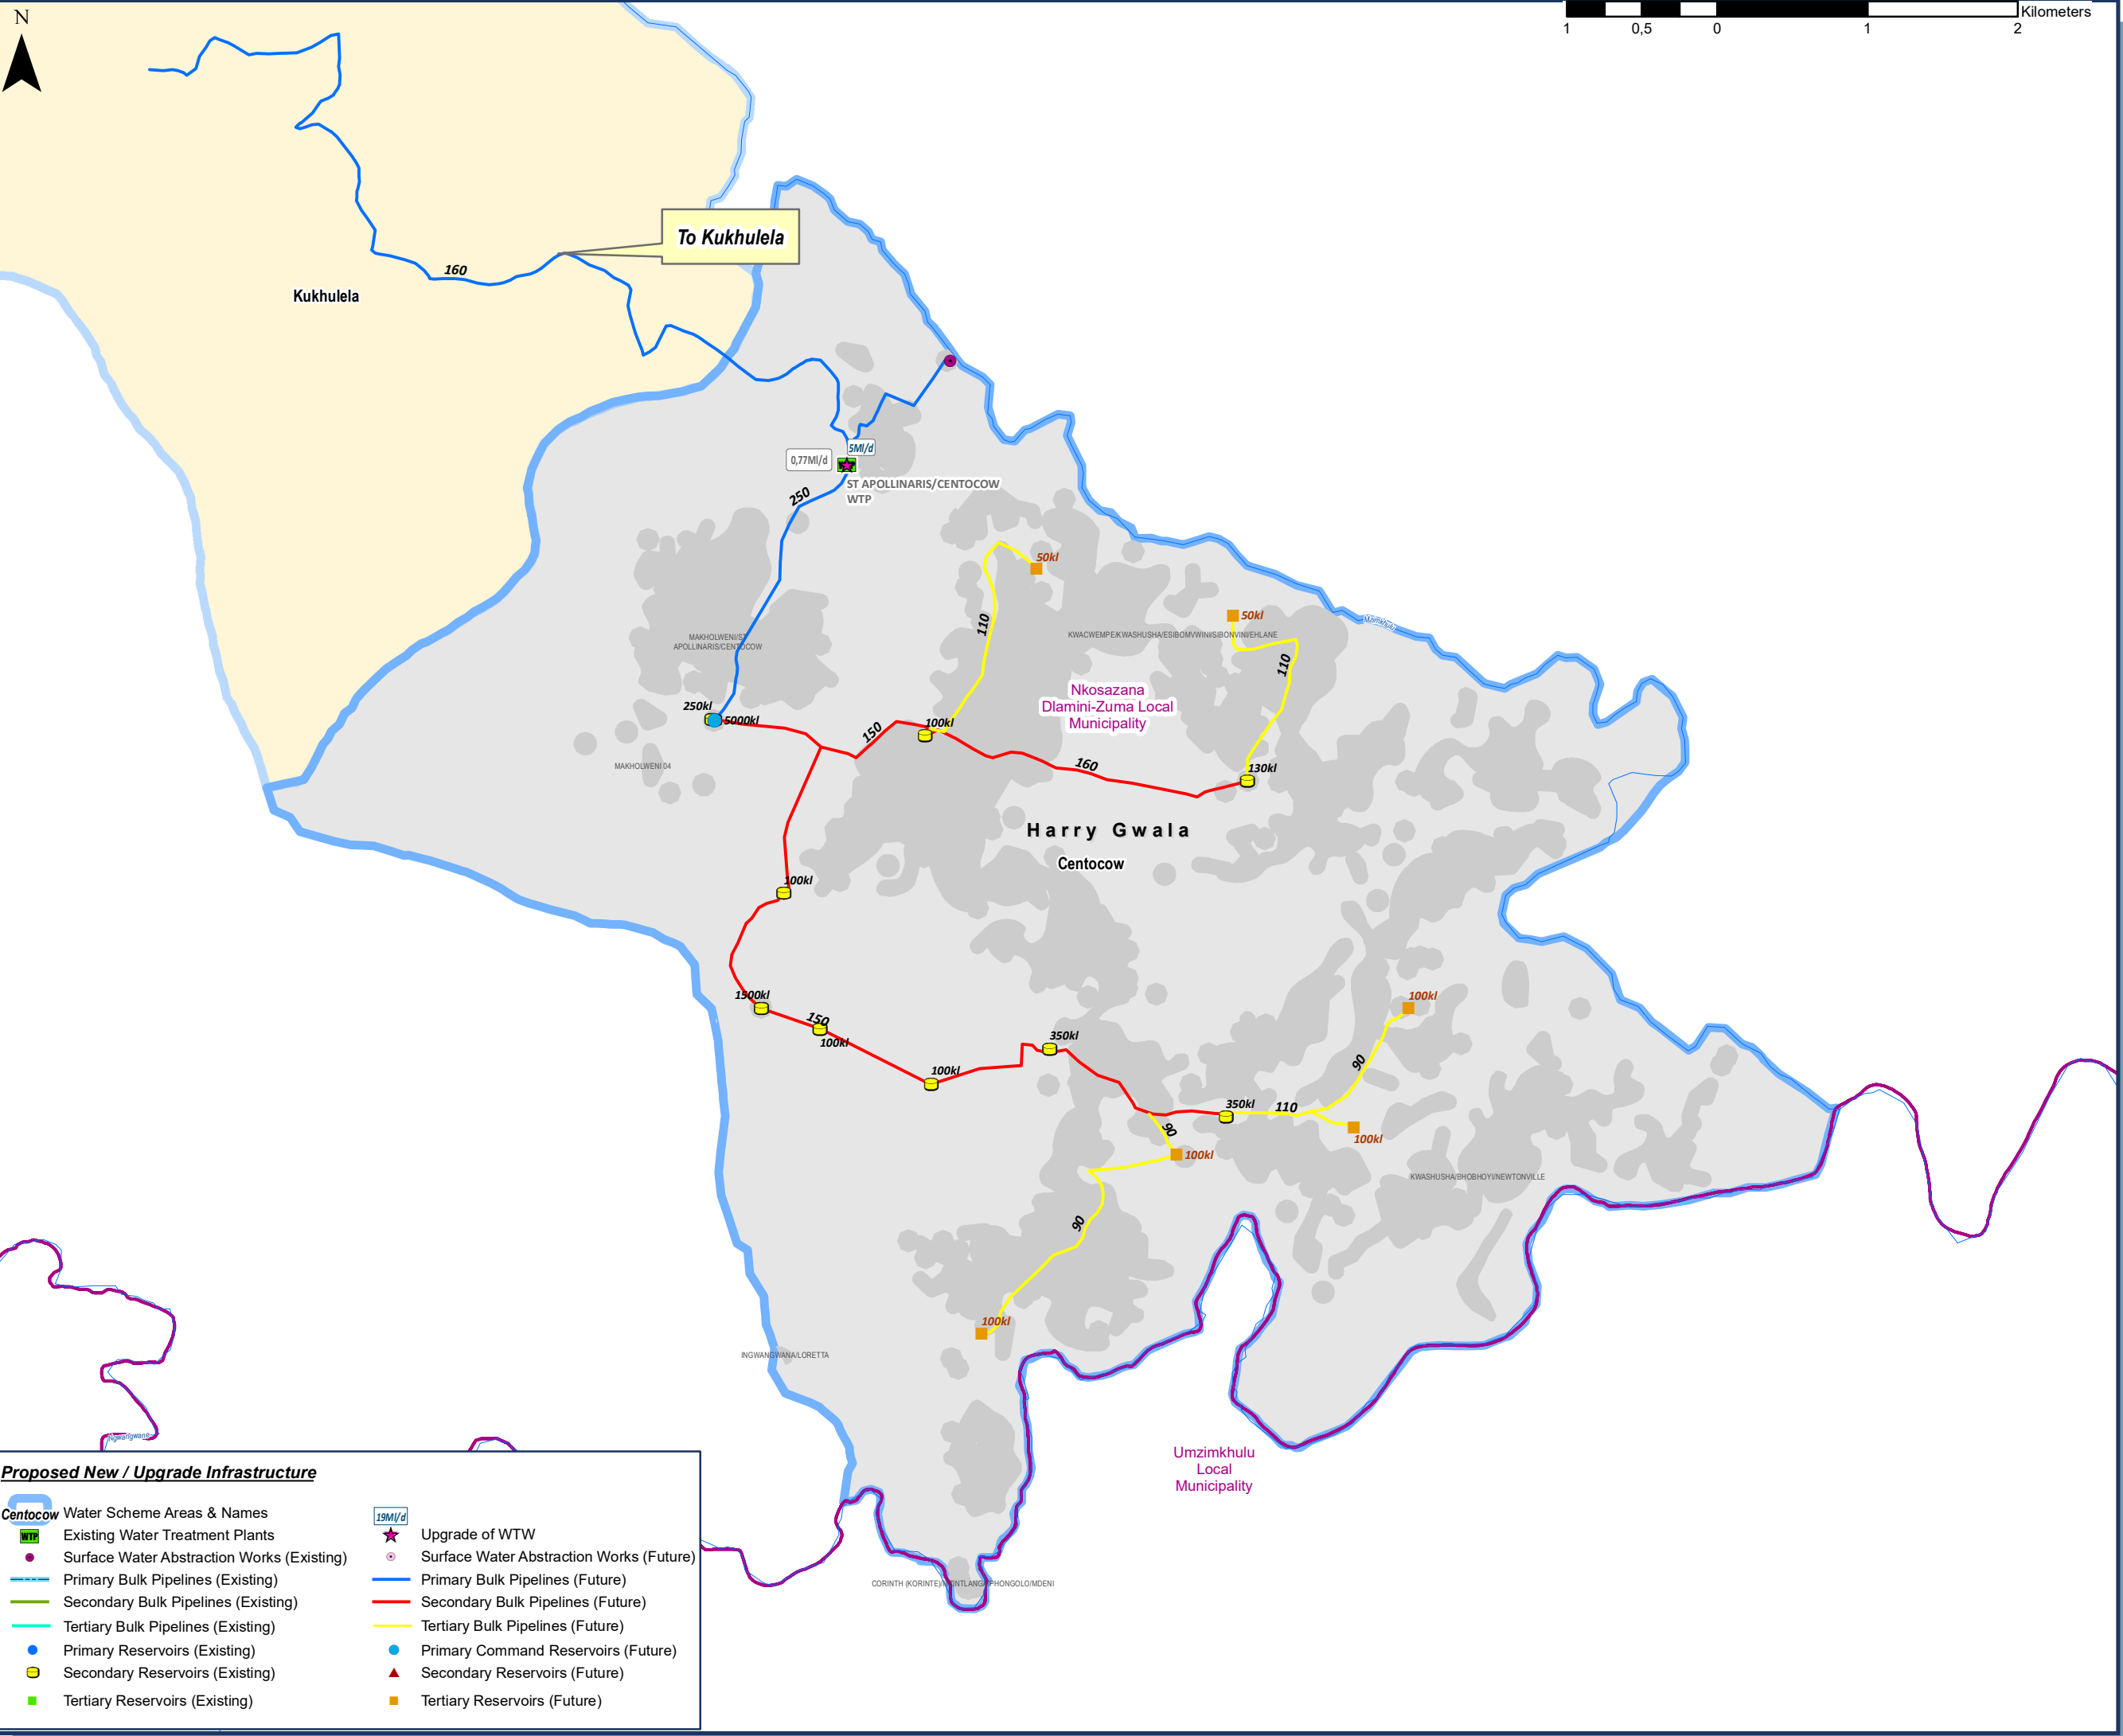 N
Kilometers
1 0,5 0 1 2
To Kukhulela
160
Kukhulela
5Ml/d
0,77Ml/d
ST APOLLINARIS/CENTOCOW
WTP
250
50kl
110
50kl
Mzimkhulu
MAKHOLWENI/ST
APOLLINARIS/CENTOCOW
KWACWEMPE/KWASHUSHA/ESIBOMVWINI/SIBONVINI/EHLANE
110
Nkosazana
Dlamini-Zuma Local
Municipality
250kl
5000kl
150
100kl
160
130kl
MAKHOLWENI 04
Harry Gwala
Centocow
100kl
1500kl
150
100kl
100kl
350kl
100kl
90
350kl
110
90
100kl
100kl
90
KWASHUSHA/BHOBHOYI/NEWTONVILLE
100kl
INGWANGWANA/LORETTA
Ngwangwane
Umzimkhulu
Local
Municipality
CORINTH (KORINTE)/
PHONGOLO/MDENI
Proposed New / Upgrade Infrastructure
Centocow Water Scheme Areas & Names
19Ml/d
WTP Existing Water Treatment Plants
Upgrade of WTW
Surface Water Abstraction Works (Existing)
Surface Water Abstraction Works (Future)
Primary Bulk Pipelines (Existing)
Primary Bulk Pipelines (Future)
Secondary Bulk Pipelines (Existing)
Secondary Bulk Pipelines (Future)
Tertiary Bulk Pipelines (Existing)
Tertiary Bulk Pipelines (Future)
Primary Reservoirs (Existing)
Primary Command Reservoirs (Future)
Secondary Reservoirs (Existing)
Secondary Reservoirs (Future)
Tertiary Reservoirs (Existing)
Tertiary Reservoirs (Future)